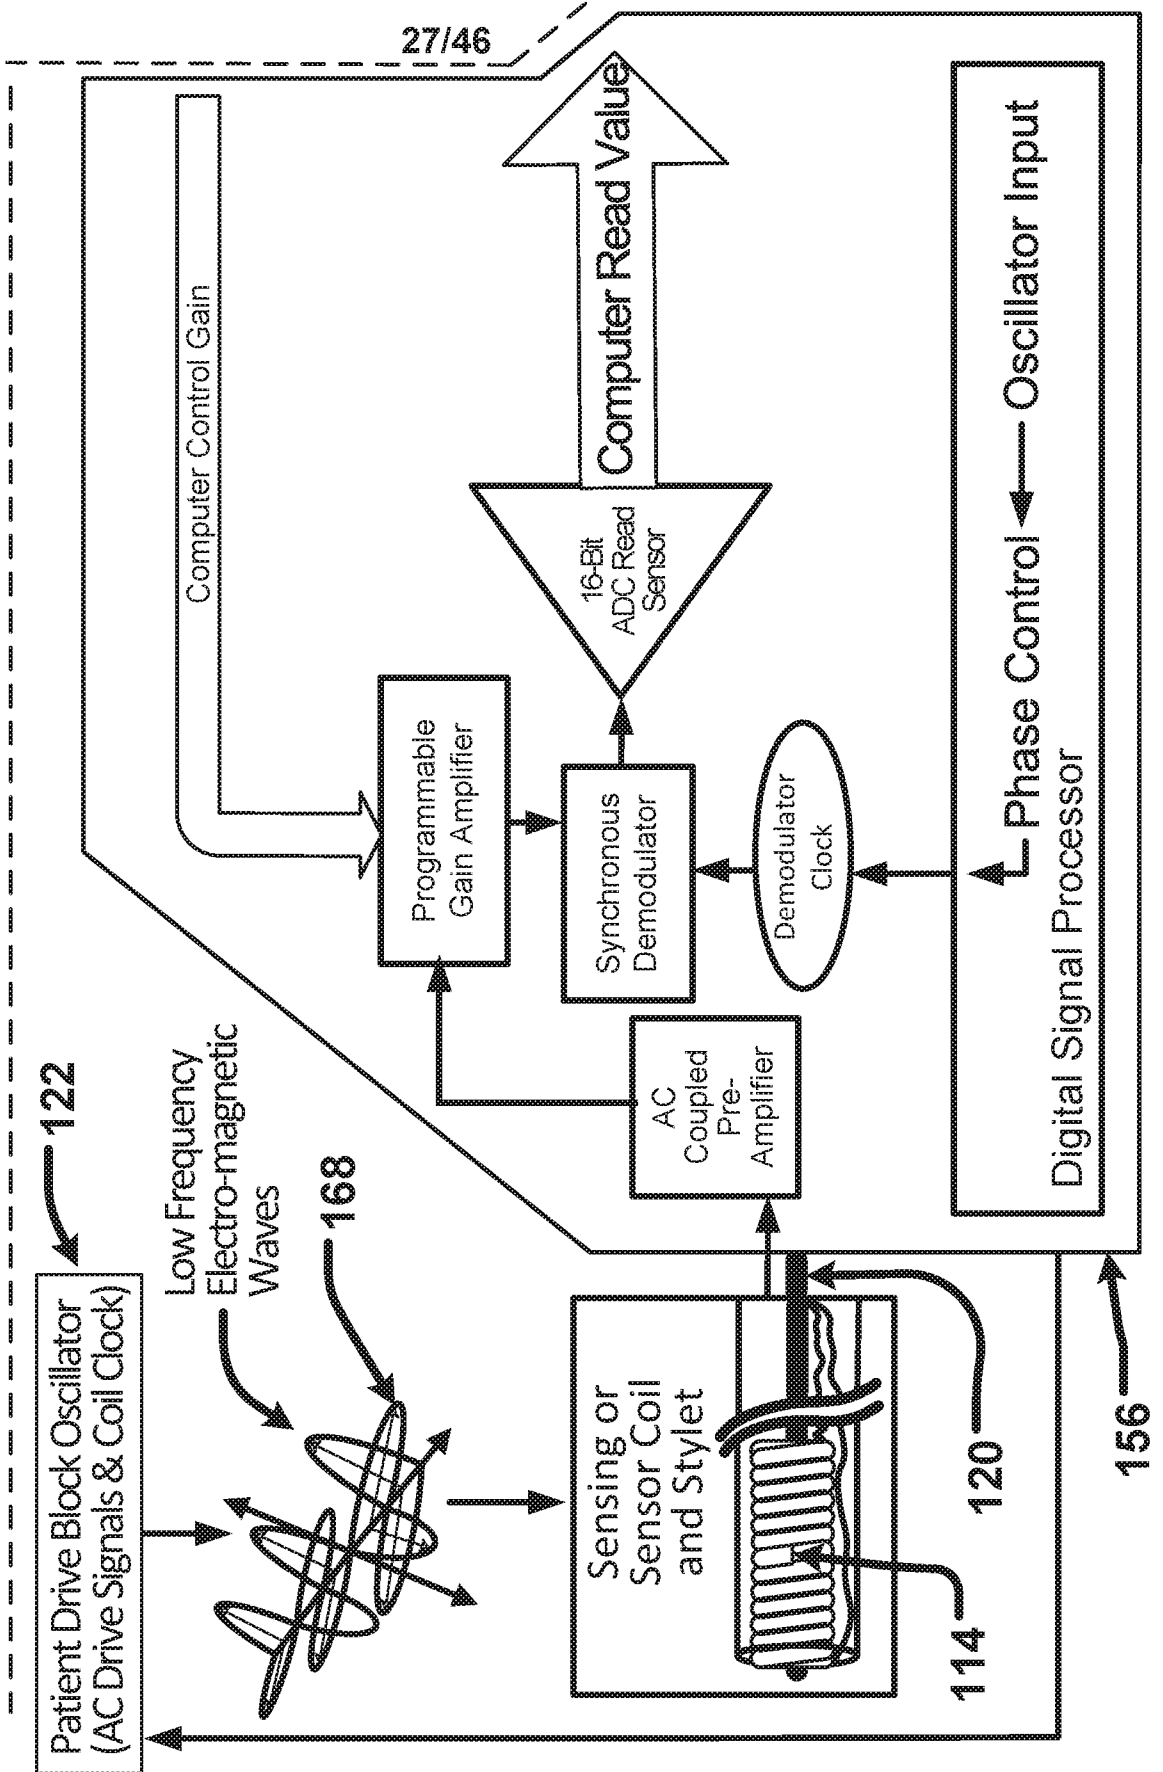 27/46
Patient Drive Block Oscillator
(AC Drive Signals & Coil Clock)
122
Low Frequency
Electro-magnetic
Waves
168
Sensing or
Sensor Coil
and Stylet
114
120
156
AC
Coupled
Pre-
Amplifier
Computer Control Gain
Programmable
Gain Amplifier
Synchronous
Demodulator
Demodulator
Clock
16-Bit
ADC Read
Sensor
Computer Read Value
Phase Control
Oscillator Input
Digital Signal Processor